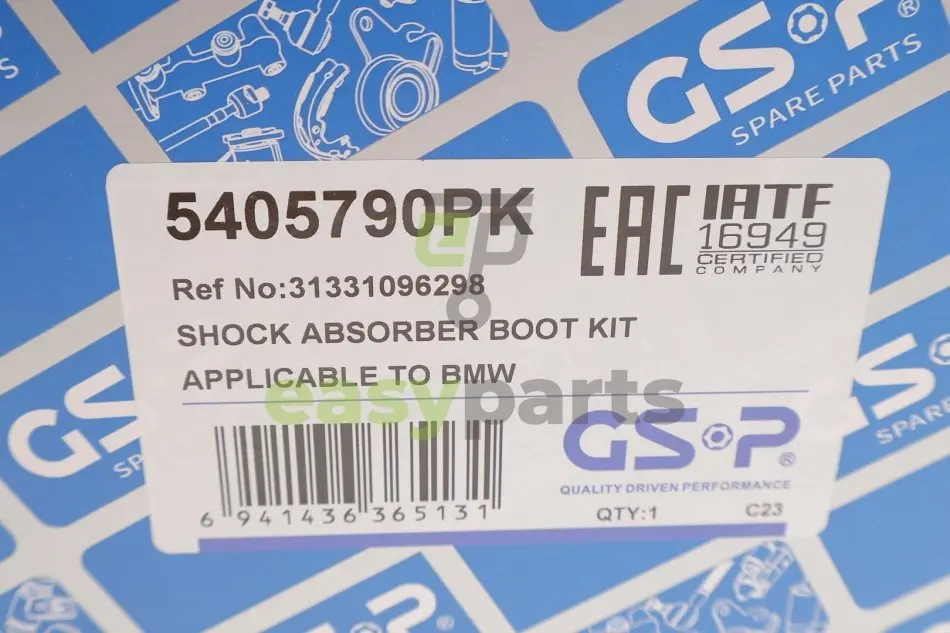 GS·P®
SPARE PARTS
5405790PK
EAC
IATF
16949
CERTIFIED
COMPANY
Ref No:31331096298
SHOCK ABSORBER BOOT KIT
APPLICABLE TO BMW
easyparts
GS·P®
QUALITY DRIVEN PERFORMANCE
6 941436 365131
QTY:1
C23